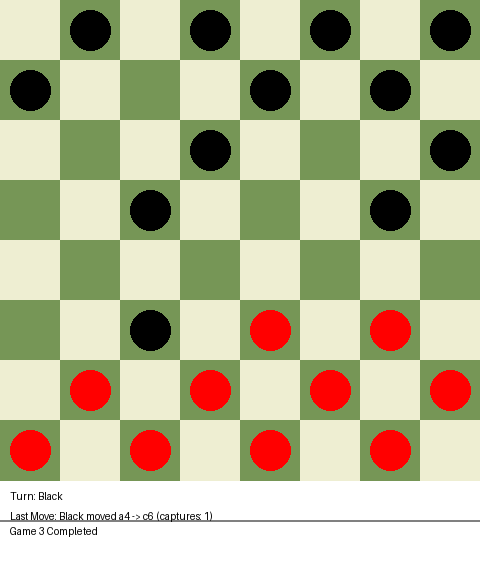 Turn: Black
Last Move: Black moved a4 -> c6 (captures: 1)
Game 3 Completed